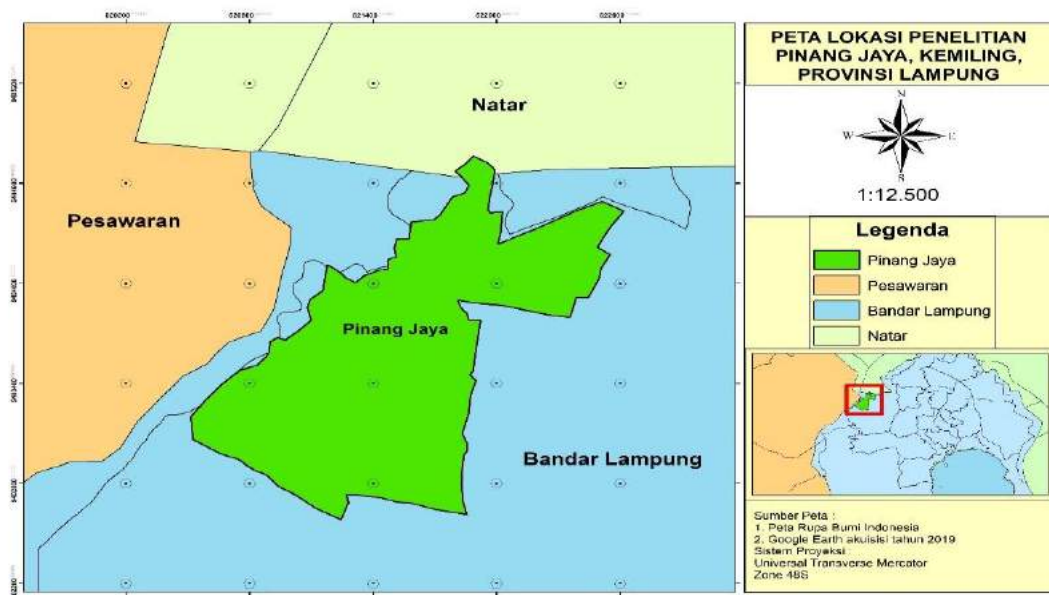 Natar
Pesawaran
Pinang Jaya
Bandar Lampung
PETA LOKASI PENELITIAN
PINANG JAYA, KEMILING,
PROVINSI LAMPUNG
N
W E
S
1:12.500
Legenda
Pinang Jaya
Pesawaran
Bandar Lampung
Natar
Sumber Peta :
1. Peta Rupa Bumi Indonesia
2. Google Earth akuisisi tahun 2019
Sistem Proyeksi :
Universal Transverse Mercator
Zone 48S